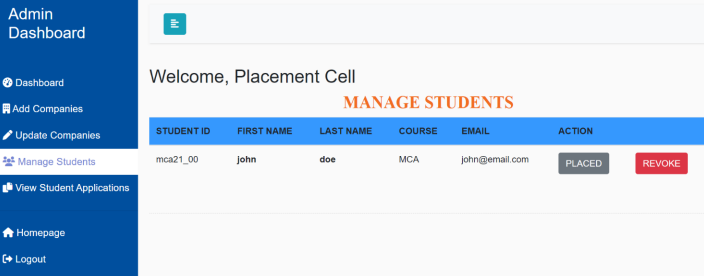 Admin
Dashboard
Dashboard
Add Companies
Update Companies
Manage Students
View Student Applications
Homepage
Logout
Welcome, Placement Cell
MANAGE STUDENTS
STUDENT ID FIRST NAME LAST NAME COURSE EMAIL ACTION
mca21_00 john doe MCA john@email.com PLACED REVOKE